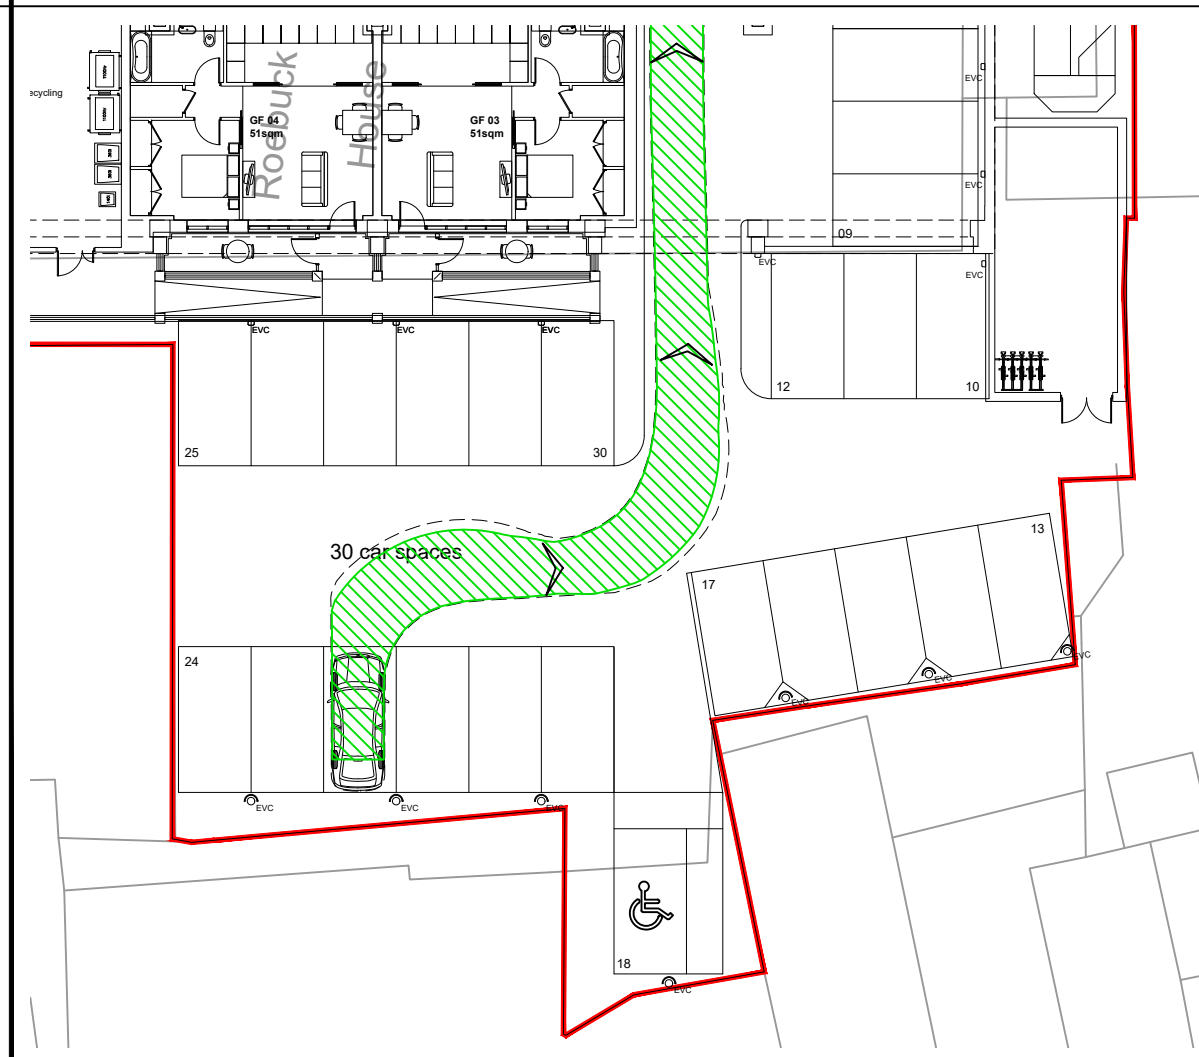 ecycling
Roebuck
House
GF 04
51sqm
GF 03
51sqm
EVC
EVC
09
EVC
EVC
EVC
EVC
EVC
12
10
25
30
30 car spaces
13
17
24
EVC
EVC
EVC
EVC
EVC
EVC
18
EVC